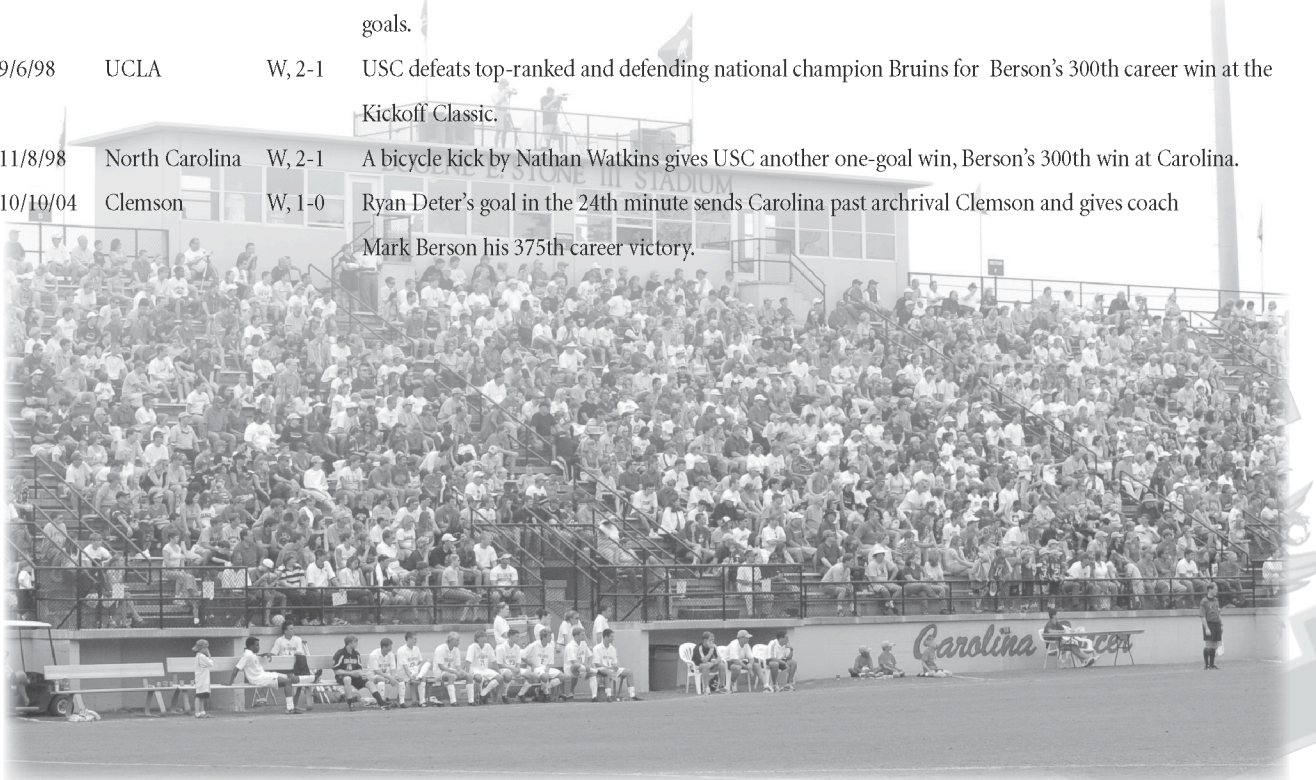 goals.
9/6/98 UCLA W, 2-1 USC defeats top-ranked and defending national champion Bruins for Berson's 300th career win at the
Kickoff Classic.
11/8/98 North Carolina W, 2-1 A bicycle kick by Nathan Watkins gives USC another one-goal win, Berson's 300th win at Carolina.
EUGENE E. STONE III STADIUM
10/10/04 Clemson W, 1-0 Ryan Deter's goal in the 24th minute sends Carolina past archrival Clemson and gives coach
Mark Berson his 375th career victory.
Carolina